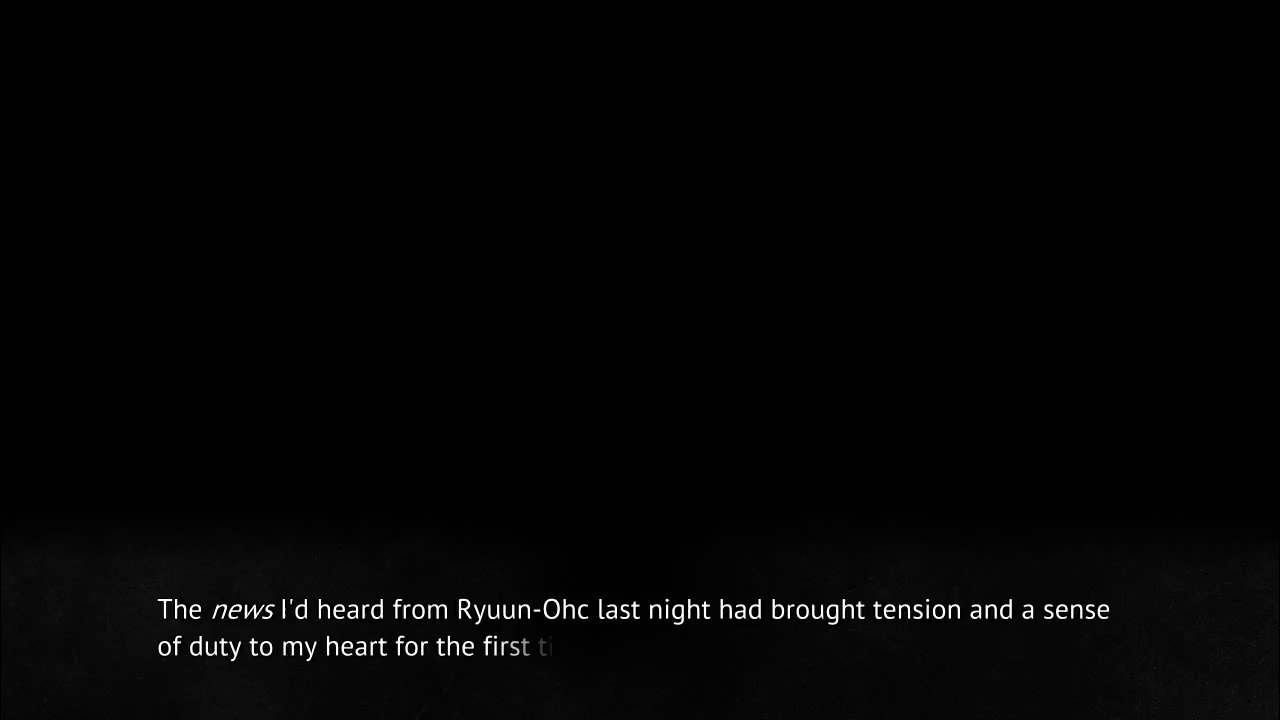 The news I'd heard from Ryuun-Ohc last night had brought tension and a sense
of duty to my heart for the first ti